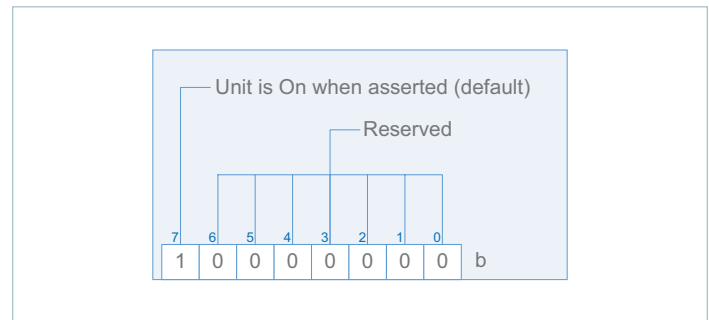 Unit is On when asserted (default)
Reserved
7 6 5 4 3 2 1 0
1 0 0 0 0 0 0 0 b